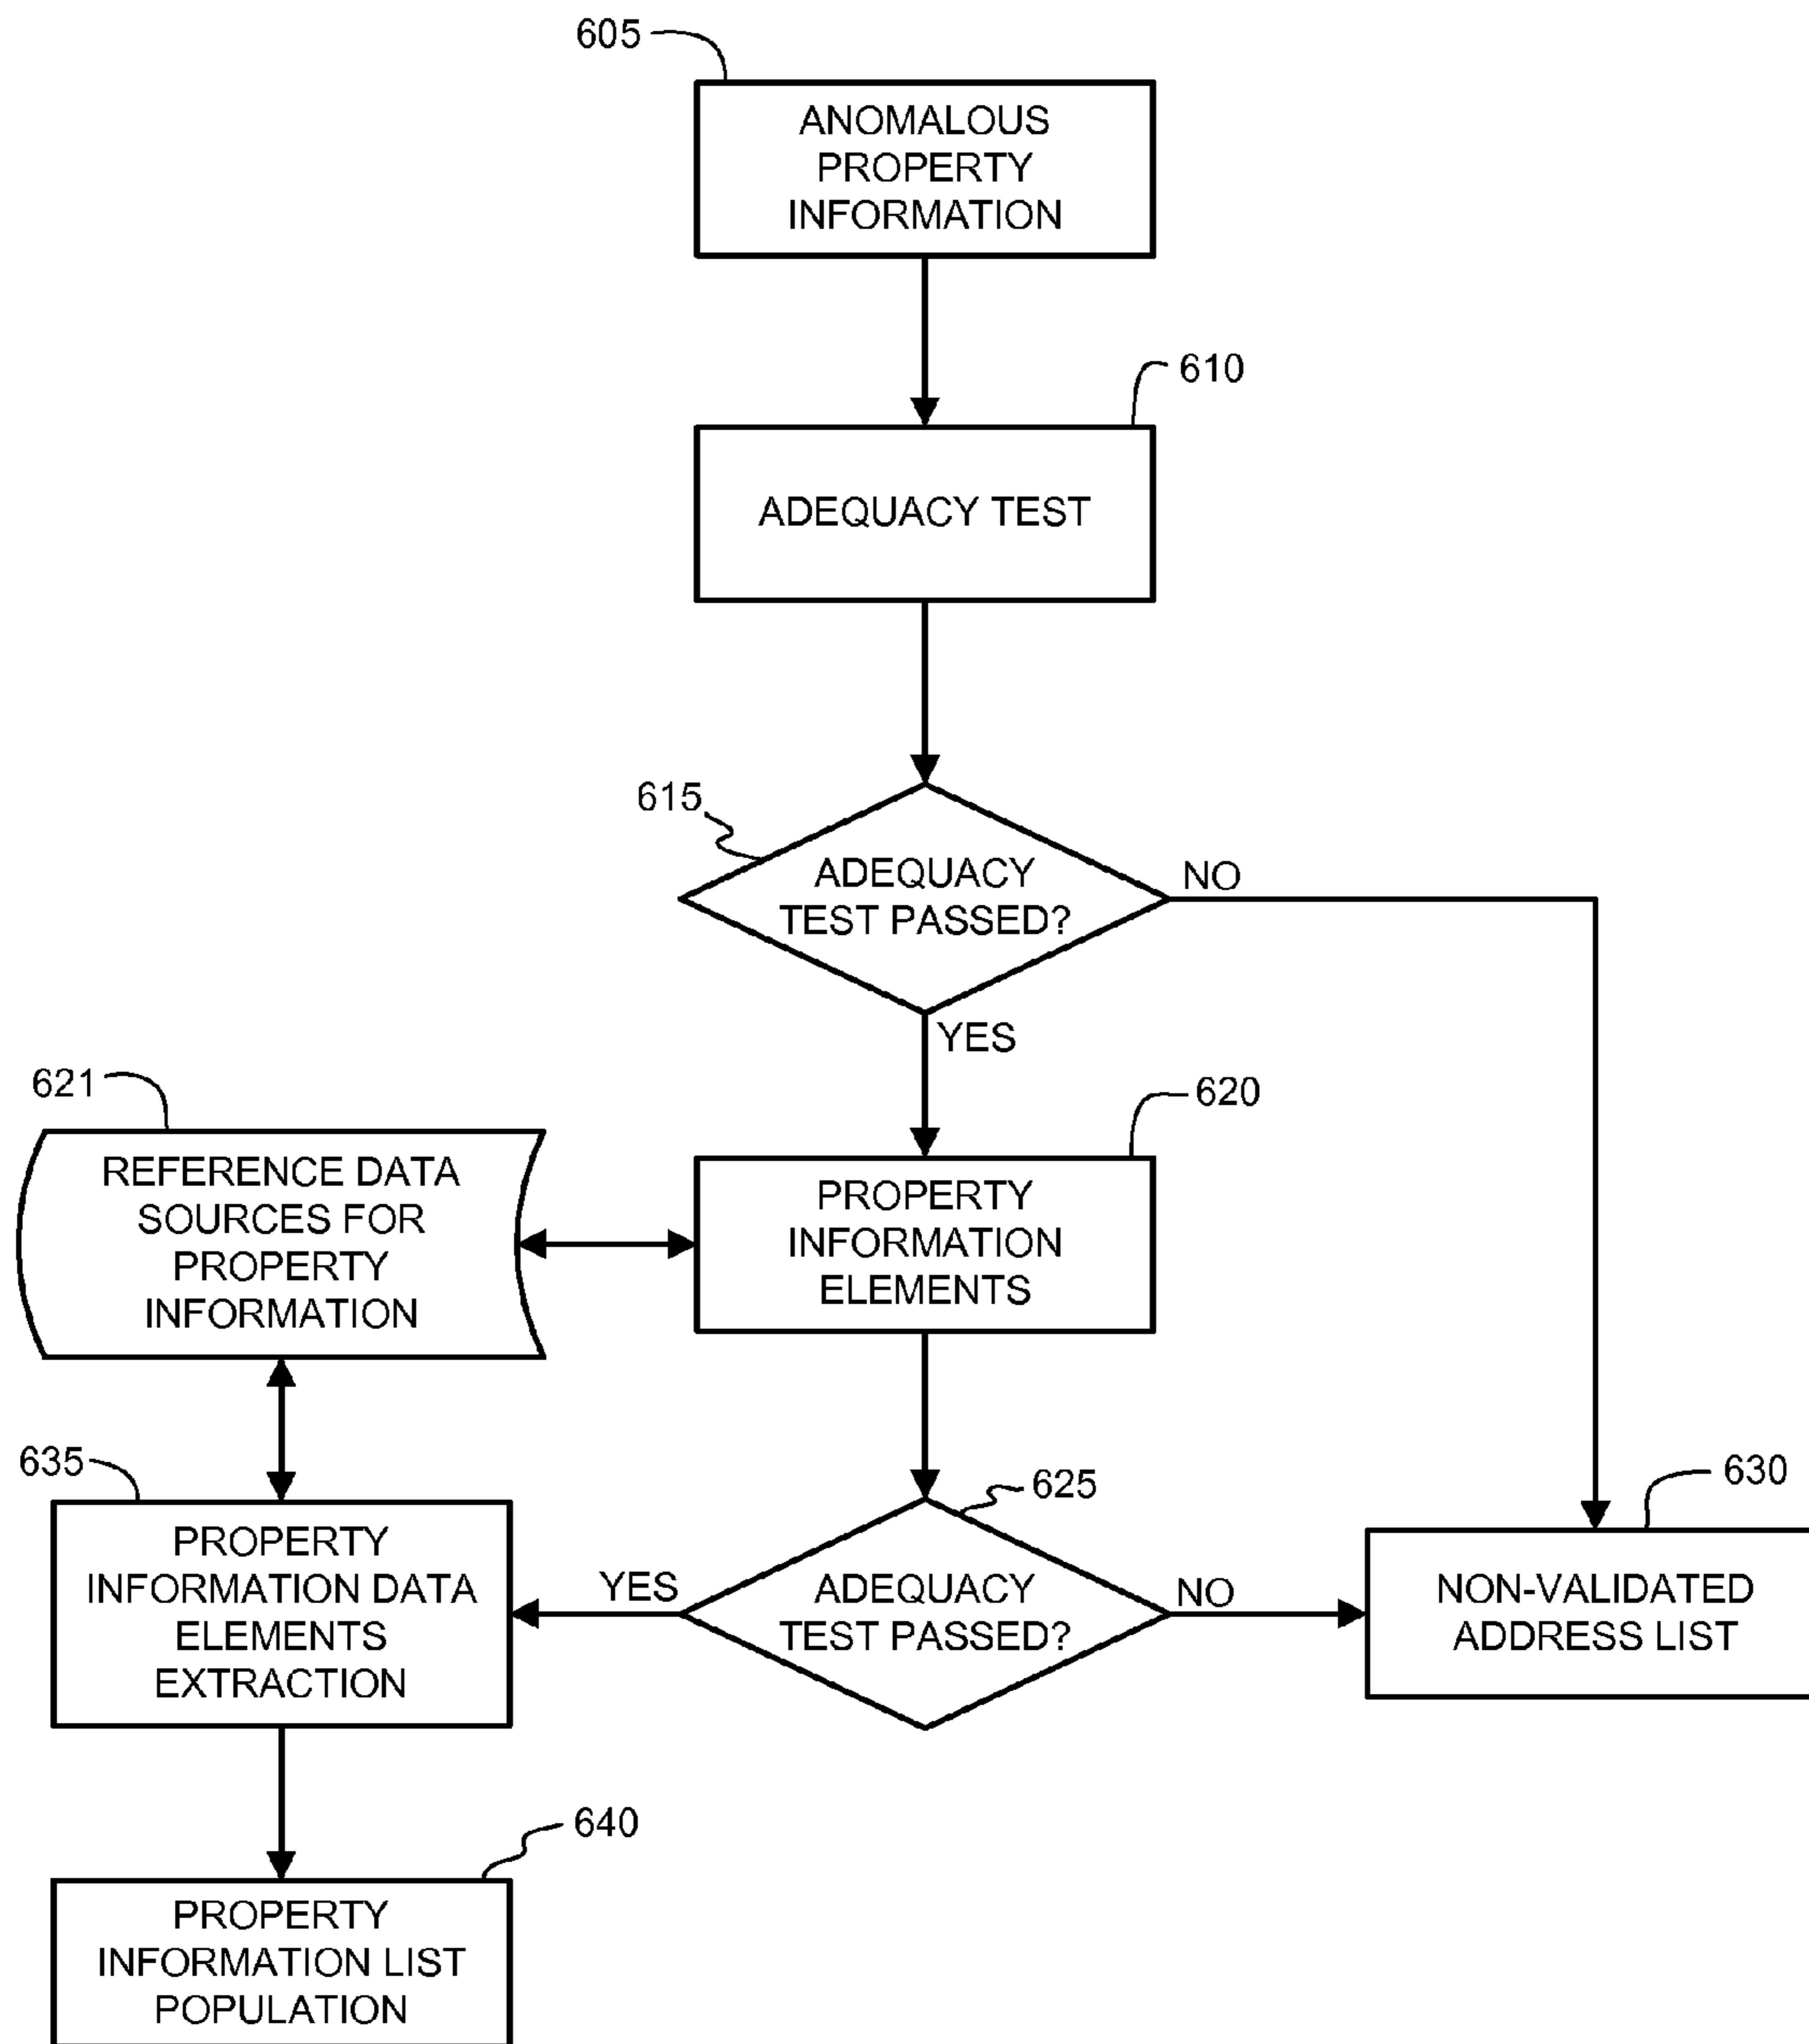 605
ANOMALOUS
PROPERTY
INFORMATION
610
ADEQUACY TEST
615
ADEQUACY
TEST PASSED?
NO
YES
621
REFERENCE DATA
SOURCES FOR
PROPERTY
INFORMATION
620
PROPERTY
INFORMATION
ELEMENTS
635
PROPERTY
INFORMATION DATA
ELEMENTS
EXTRACTION
YES
625
ADEQUACY
TEST PASSED?
NO
630
NON-VALIDATED
ADDRESS LIST
640
PROPERTY
INFORMATION LIST
POPULATION